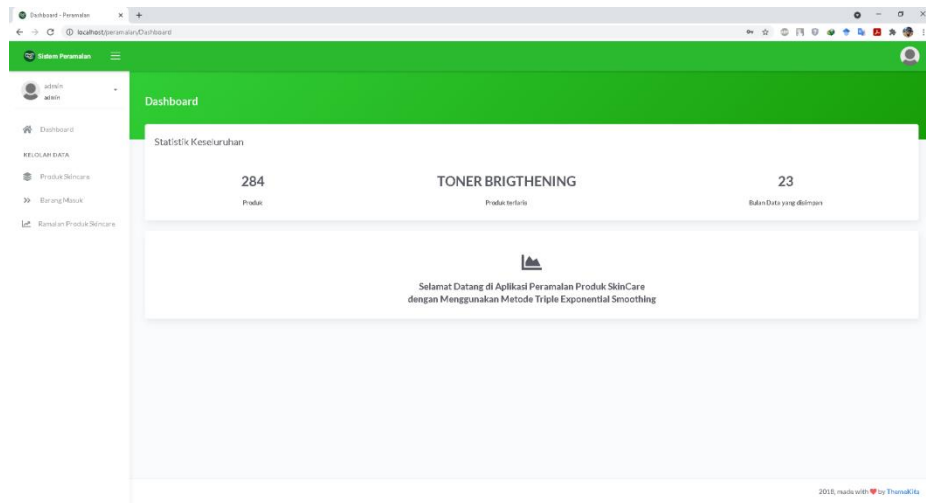 Dashboard - Peramalan
localhost/peramalan/Dashboard
Sistem Peramalan
admin
admin
Dashboard
Dashboard
KELOLAH DATA
Produk Skincare
Barang Masuk
Ramalan Produk Skincare
Statistik Keseluruhan
284
TONER BRIGTHENING
23
Produk
Produk terlaris
Bulan Data yang disimpan
Selamat Datang di Aplikasi Peramalan Produk SkinCare
dengan Menggunakan Metode Triple Exponential Smoothing
2018, made with ❤ by ThemeKita